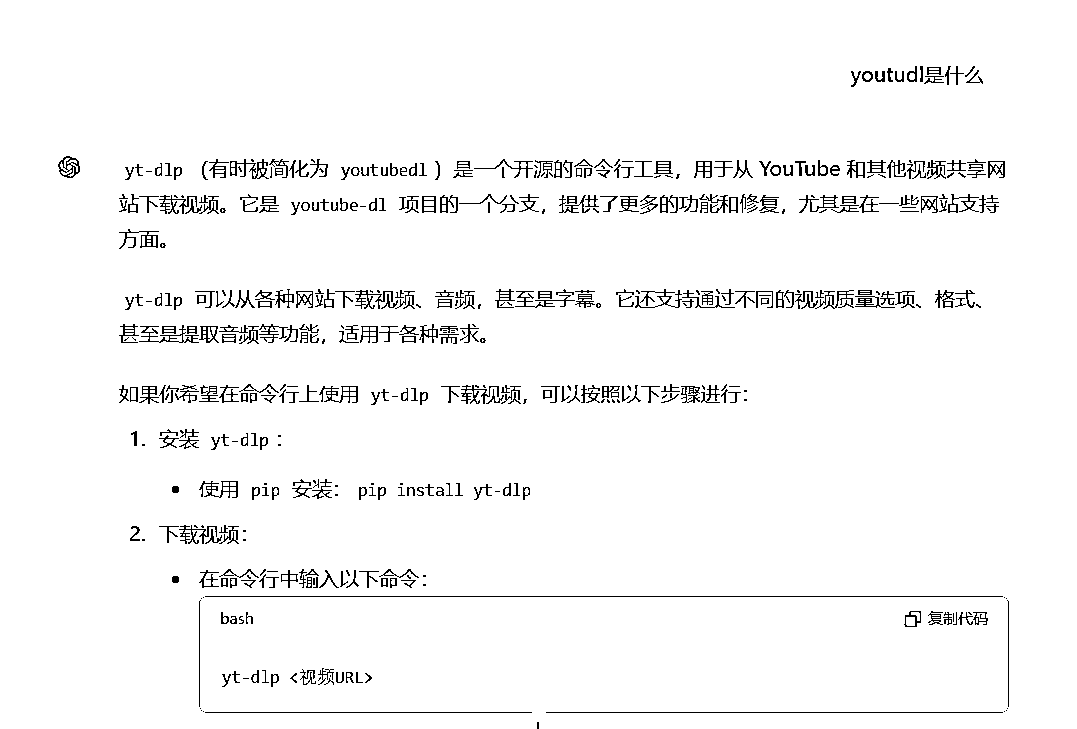 youtudl是什么
yt-dlp （有时被简化为 youtubedl ）是一个开源的命令行工具，用于从 YouTube 和其他视频共享网
站下载视频。它是 youtube-dl 项目的一个分支，提供了更多的功能和修复，尤其是在一些网站支持
方面。
yt-dlp 可以从各种网站下载视频、音频，甚至是字幕。它还支持通过不同的视频质量选项、格式、
甚至是提取音频等功能，适用于各种需求。
如果你希望在命令行上使用 yt-dlp 下载视频，可以按照以下步骤进行：
1. 安装 yt-dlp：
• 使用 pip 安装： pip install yt-dlp
2. 下载视频：
• 在命令行中输入以下命令：
bash 复制代码
yt-dlp <视频URL>